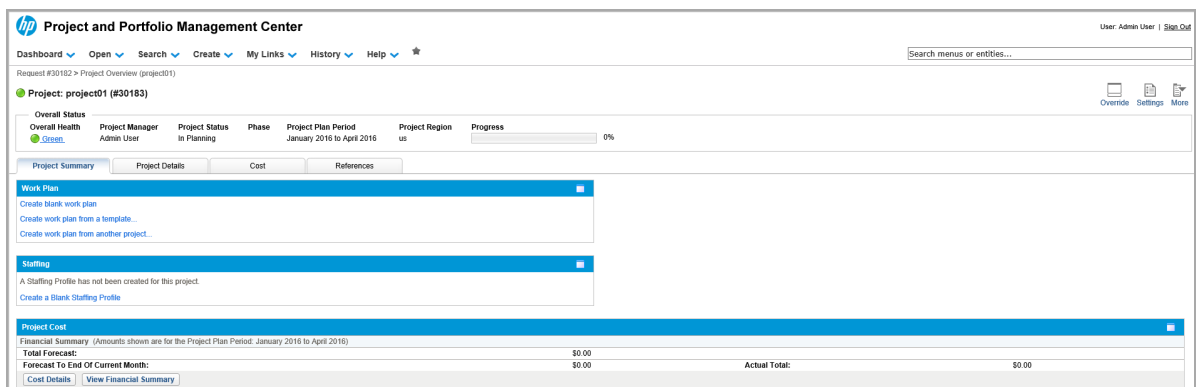 hp Project and Portfolio Management Center User: Admin User | Sign Out
Dashboard Open Search Create My Links History Help Search menus or entities...
Request #30182 > Project Overview (project01)
Project: project01 (#30183)
Override Settings More
Overall Status
Overall Health Project Manager Project Status Phase Project Plan Period Project Region Progress
Green Admin User In Planning January 2016 to April 2016 us 0%
Project Summary Project Details Cost References
Work Plan
Create blank work plan
Create work plan from a template...
Create work plan from another project...
Staffing
A Staffing Profile has not been created for this project.
Create a Blank Staffing Profile
Project Cost
Financial Summary (Amounts shown are for the Project Plan Period: January 2016 to April 2016)
Total Forecast: $0.00
Forecast To End Of Current Month: $0.00 Actual Total: $0.00
Cost Details View Financial Summary